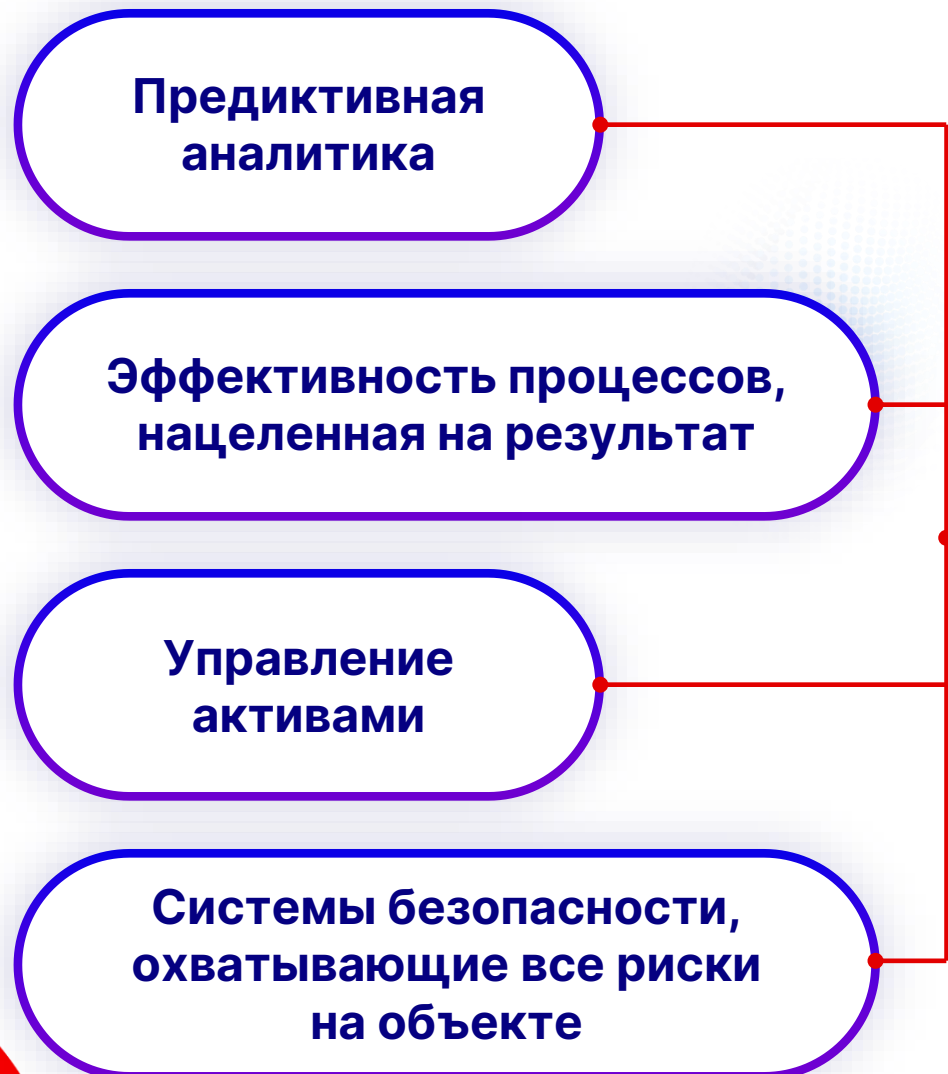 Предиктивная
аналитика
Эффективность процессов,
нацеленная на результат
Управление
активами
Системы безопасности,
охватывающие все риски
на объекте